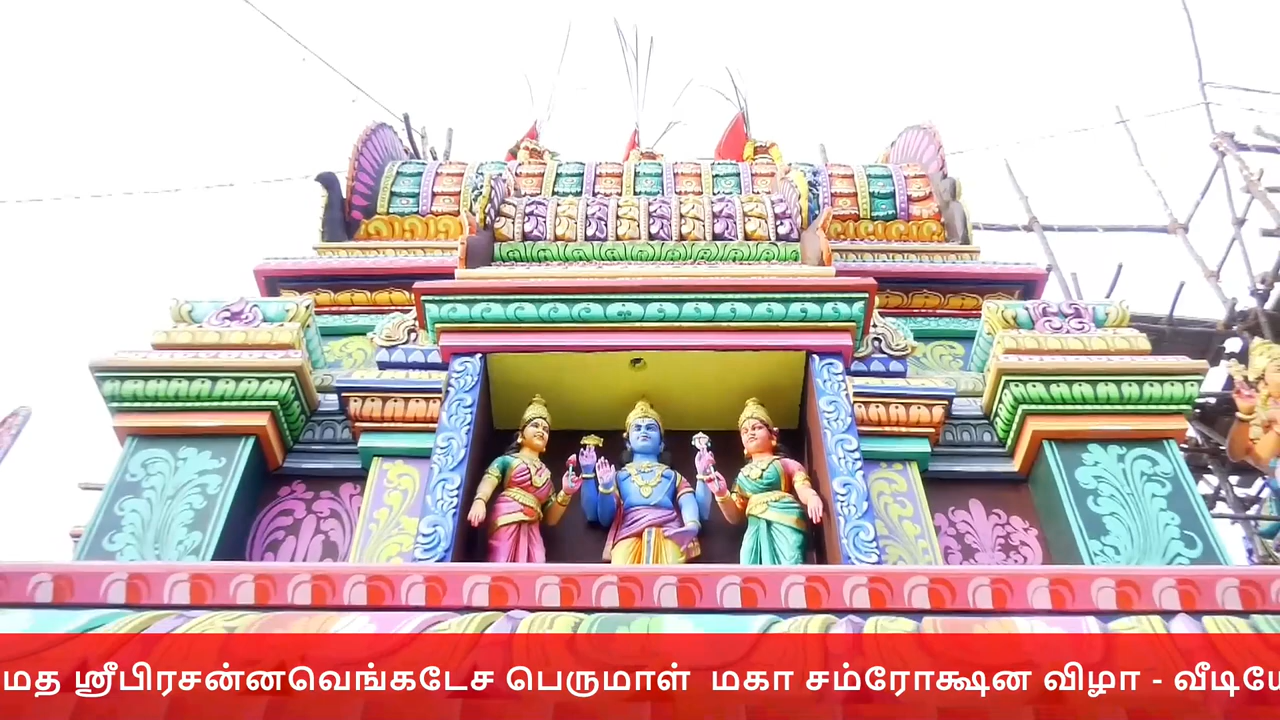 மத ஸ்ரீபிரசன்னவெங்கடேச பெருமாள் மகா சம்ரோக்ஷன விழா -